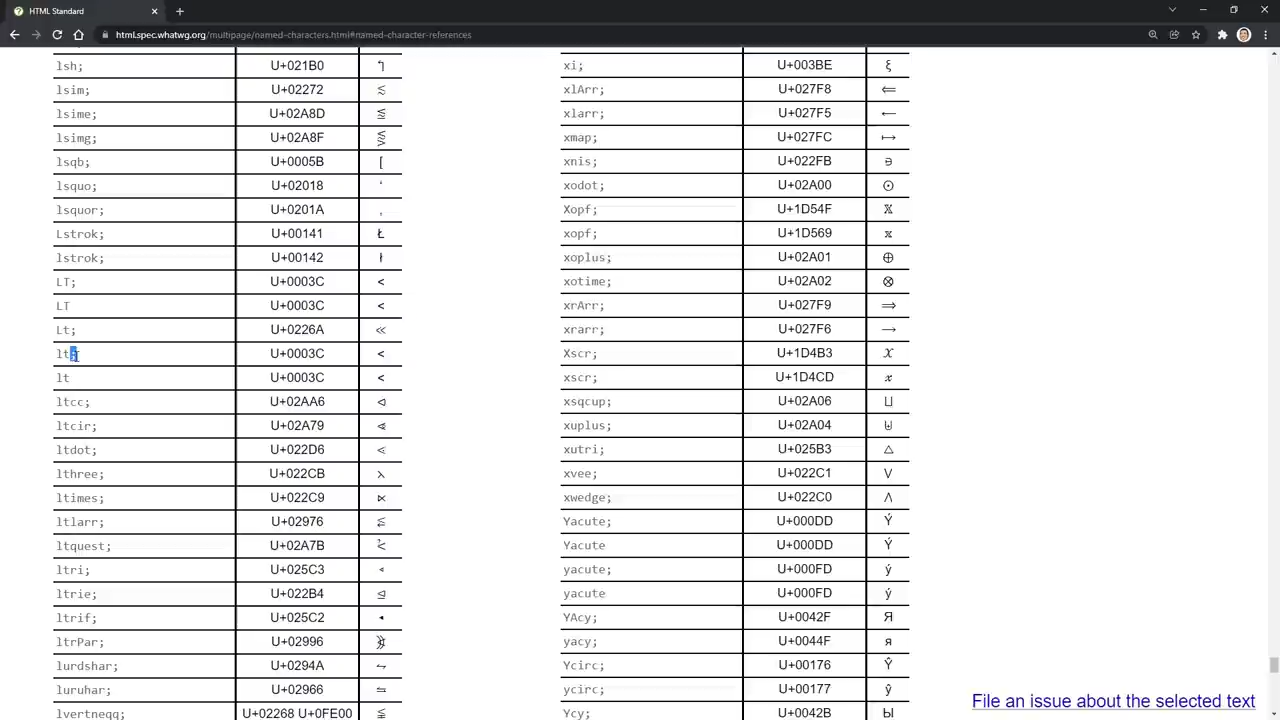 HTML Standard
html.spec.whatwg.org/multipage/named-characters.html#named-character-references
lsh; U+021B0 ↰
lsim; U+02272 ≲
lsime; U+02A8D ⪍
lsimg; U+02A8F ⪏
lsqb; U+0005B [
lsquo; U+02018 ‘
lsquor; U+0201A ‚
Lstrok; U+00141 Ł
lstrok; U+00142 ł
LT; U+0003C <
LT U+0003C <
Lt; U+0226A ≪
lt; U+0003C <
lt U+0003C <
ltcc; U+02AA6 ⪦
ltcir; U+02A79 ⩹
ltdot; U+022D6 ⋖
lthree; U+022CB ⋋
ltimes; U+022C9 ⋉
ltlarr; U+02976 ⥶
ltquest; U+02A7B ⩻
ltri; U+025C3 ◃
ltrie; U+022B4 ⊴
ltrif; U+025C2 ◂
ltrPar; U+02996 ⦖
lurdshar; U+0294A ⥊
luruhar; U+02966 ⥦
lvertneqq; U+02268 U+0FE00 ≨︀
xi; U+003BE ξ
xlArr; U+027F8 ⟸
xlarr; U+027F5 ⟵
xmap; U+027FC ⟼
xnis; U+022FB ⋻
xodot; U+02A00 ⨀
Xopf; U+1D54F 𝕏
xopf; U+1D569 𝕩
xoplus; U+02A01 ⨁
xotime; U+02A02 ⨂
xrArr; U+027F9 ⟹
xrarr; U+027F6 ⟶
Xscr; U+1D4B3 𝒳
xscr; U+1D4CD 𝓍
xsqcup; U+02A06 ⨆
xuplus; U+02A04 ⨄
xutri; U+025B3 △
xvee; U+022C1 ⋁
xwedge; U+022C0 ⋀
Yacute; U+000DD Ý
Yacute U+000DD Ý
yacute; U+000FD ý
yacute U+000FD ý
YAcy; U+0042F Я
yacy; U+0044F я
Ycirc; U+00176 Ŷ
ycirc; U+00177 ŷ
Ycy; U+0042B Ы
File an issue about the selected text